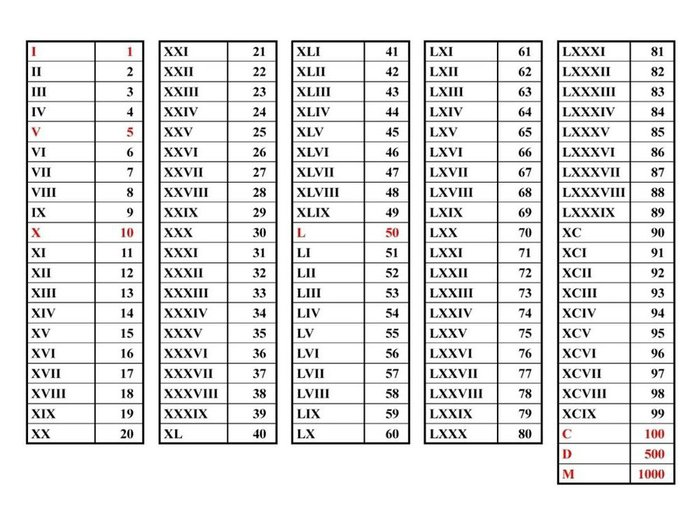 I 1
II 2
III 3
IV 4
V 5
VI 6
VII 7
VIII 8
IX 9
X 10
XI 11
XII 12
XIII 13
XIV 14
XV 15
XVI 16
XVII 17
XVIII 18
XIX 19
XX 20
XXI 21
XXII 22
XXIII 23
XXIV 24
XXV 25
XXVI 26
XXVII 27
XXVIII 28
XXIX 29
XXX 30
XXXI 31
XXXII 32
XXXIII 33
XXXIV 34
XXXV 35
XXXVI 36
XXXVII 37
XXXVIII 38
XXXIX 39
XL 40
XLI 41
XLII 42
XLIII 43
XLIV 44
XLV 45
XLVI 46
XLVII 47
XLVIII 48
XLIX 49
L 50
LI 51
LII 52
LIII 53
LIV 54
LV 55
LVI 56
LVII 57
LVIII 58
LIX 59
LX 60
LXI 61
LXII 62
LXIII 63
LXIV 64
LXV 65
LXVI 66
LXVII 67
LXVIII 68
LXIX 69
LXX 70
LXXI 71
LXXII 72
LXXIII 73
LXXIV 74
LXXV 75
LXXVI 76
LXXVII 77
LXXVIII 78
LXXIX 79
LXXX 80
LXXXI 81
LXXXII 82
LXXXIII 83
LXXXIV 84
LXXXV 85
LXXXVI 86
LXXXVII 87
LXXXVIII 88
LXXXIX 89
XC 90
XCI 91
XCII 92
XCIII 93
XCIV 94
XCV 95
XCVI 96
XCVII 97
XCVIII 98
XCIX 99
C 100
D 500
M 1000